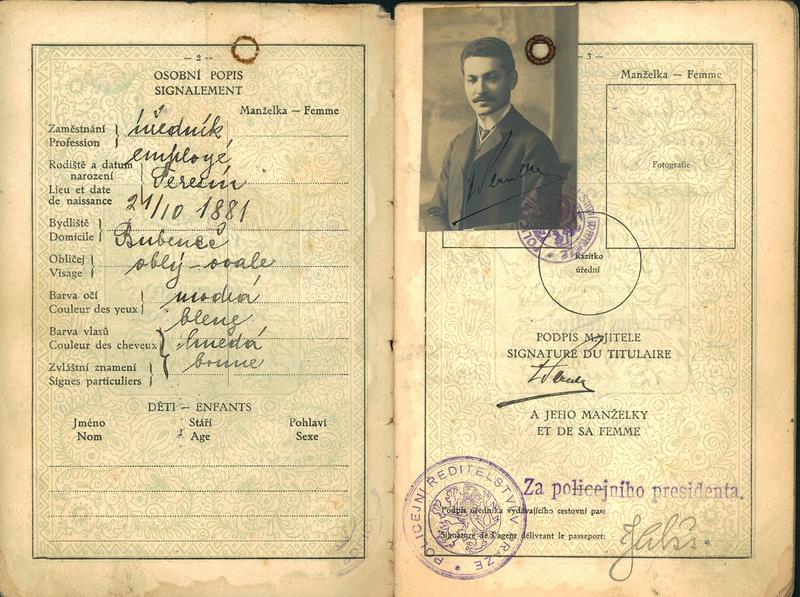 — 2 —
OSOBNÍ POPIS
SIGNALEMENT
Manželka — Femme
Zaměstnání
Profession
úředník
employé
Rodiště a datum
narození
Lieu et date
de naissance
Terezín
21/10 1881
Bydliště
Domicile
Bubeneč
Obličej
Visage
oblý - ovale
Barva očí
Couleur des yeux
modrá
bleue
Barva vlasů
Couleur des cheveux
hnědá
brune
Zvláštní znamení
Signes particuliers
DĚTI — ENFANTS
Jméno Stáří Pohlaví
Nom Age Sexe
3 —
Manželka — Femme
Fotografie
Razítko
úřední
PODPIS MAJITELE
SIGNATURE DU TITULAIRE
A JEHO MANŽELKY
ET DE SA FEMME
Za policejního presidenta.
Podpis úředníka vydávajícího cestovní pas:
Signature de l'agent délivrant le passeport:
POLICEJNÍ ŘEDITELSTVÍ V PRAZE